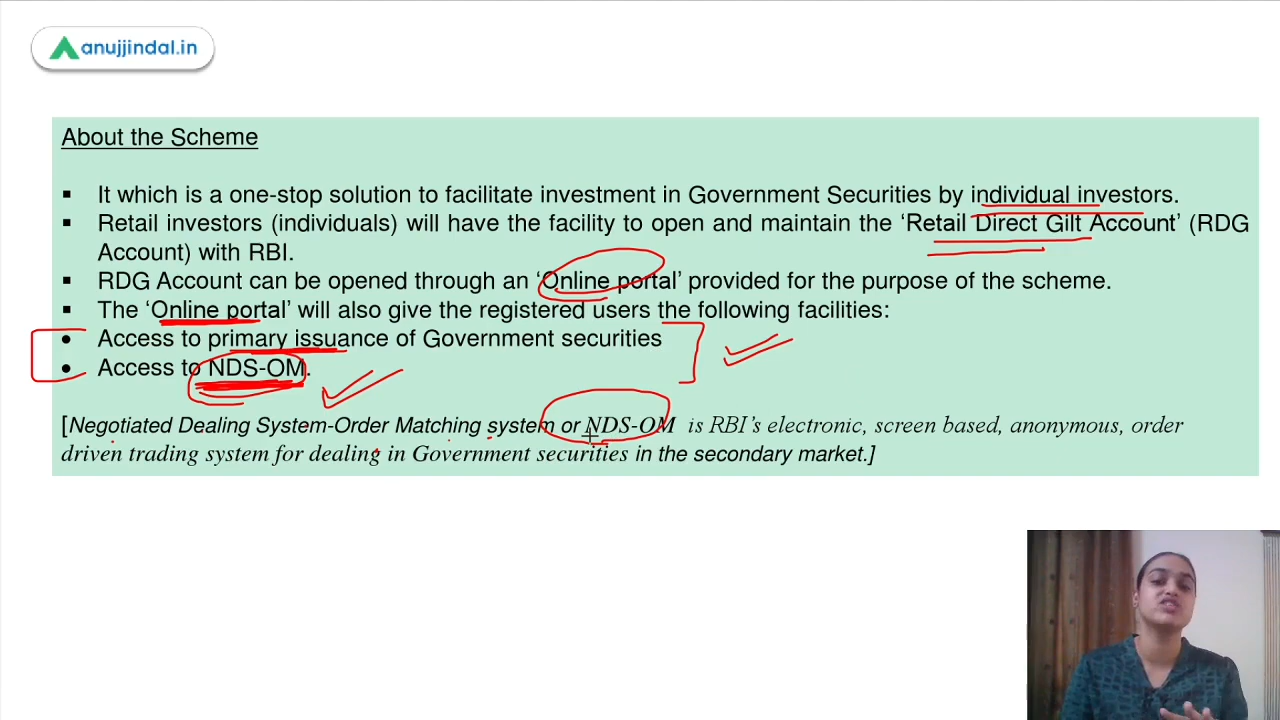 anujjindal.in
About the Scheme
▪ It which is a one-stop solution to facilitate investment in Government Securities by individual investors.
▪ Retail investors (individuals) will have the facility to open and maintain the ‘Retail Direct Gilt Account’ (RDG
Account) with RBI.
▪ RDG Account can be opened through an ‘Online portal’ provided for the purpose of the scheme.
▪ The ‘Online portal’ will also give the registered users the following facilities:
• Access to primary issuance of Government securities
• Access to NDS-OM.
[Negotiated Dealing System-Order Matching system or NDS-OM is RBI’s electronic, screen based, anonymous, order
driven trading system for dealing in Government securities in the secondary market.]